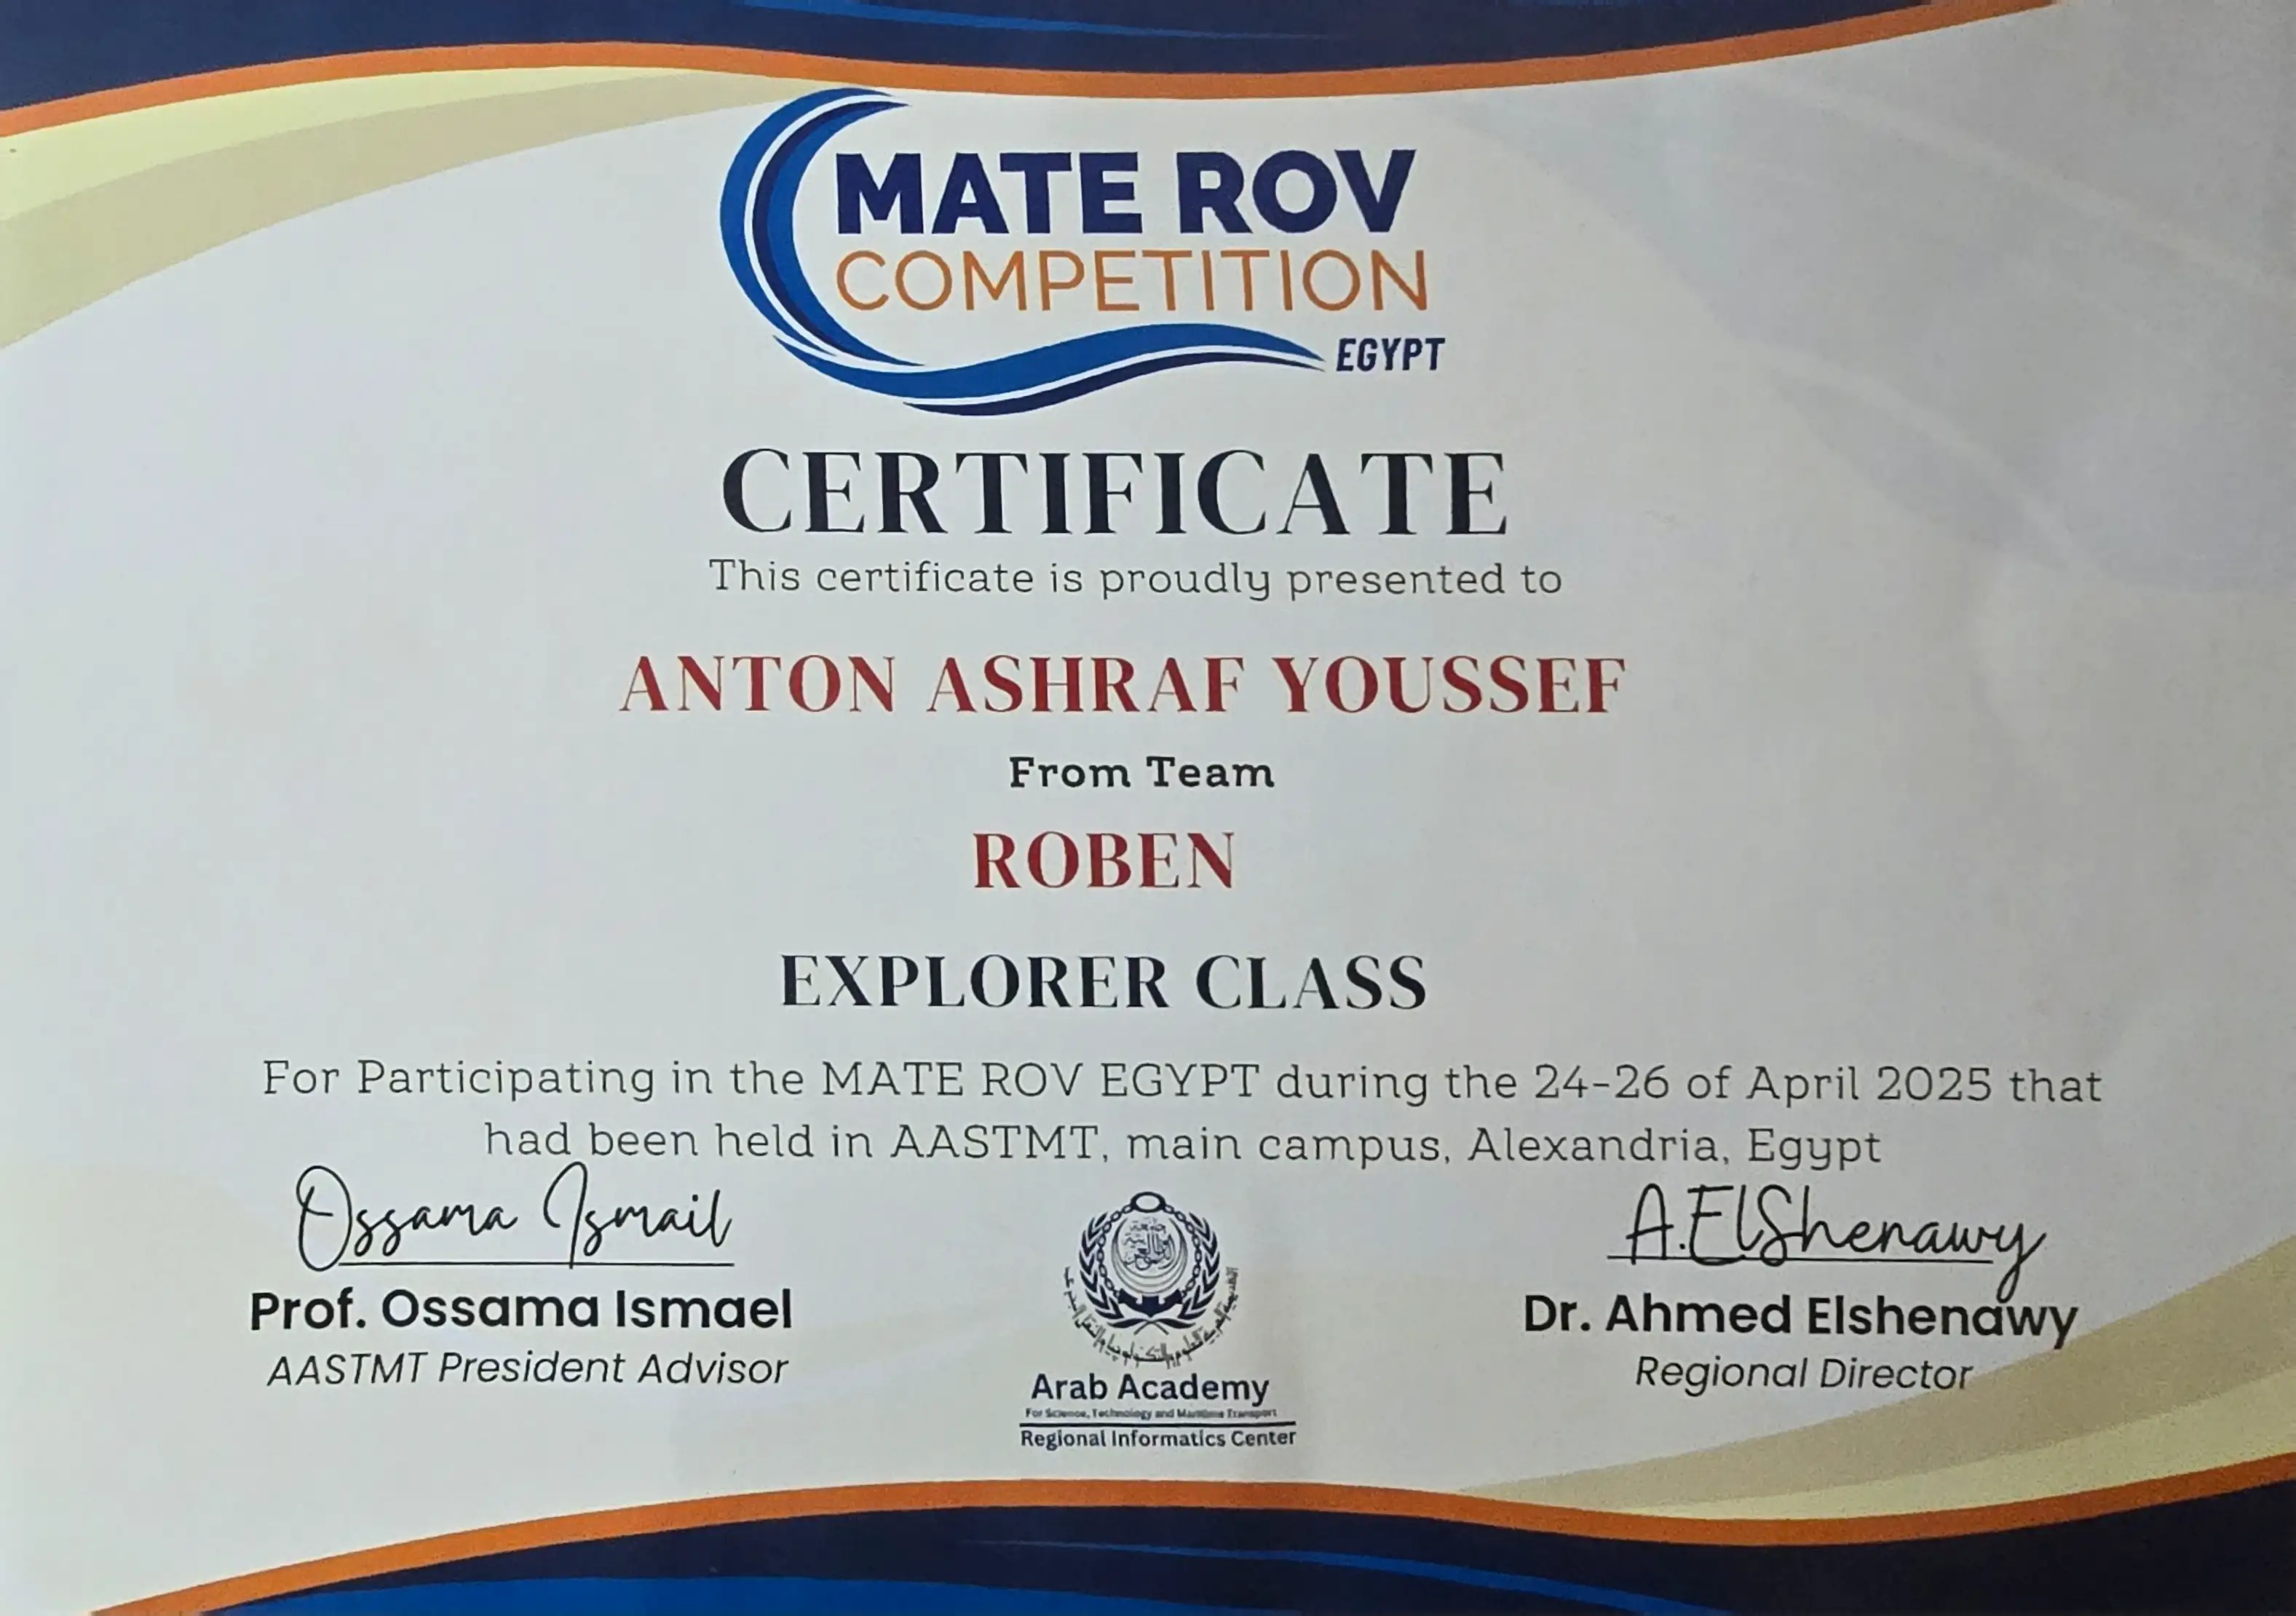 MATE ROV
COMPETITION
EGYPT
CERTIFICATE
This certificate is proudly presented to
ANTON ASHRAF YOUSSEF
From Team
ROBEN
EXPLORER CLASS
For Participating in the MATE ROV EGYPT during the 24-26 of April 2025 that
had been held in AASTMT, main campus, Alexandria, Egypt
Ossama Ismail
Prof. Ossama Ismael
AASTMT President Advisor
Arab Academy
For Science, Technology and Maritime Transport
Regional Informatics Center
A.ElShenawy
Dr. Ahmed Elshenawy
Regional Director